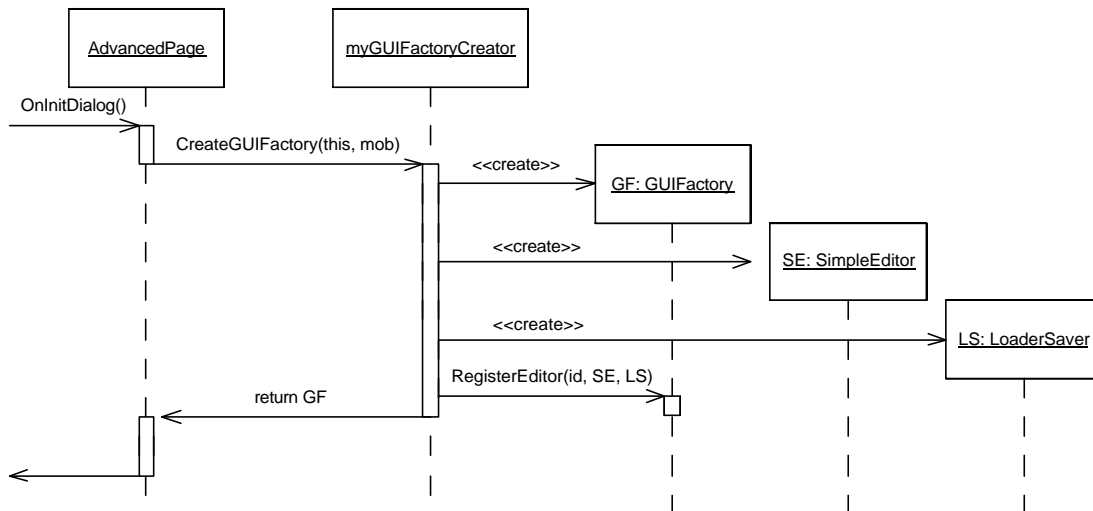 AdvancedPage
myGUIFactoryCreator
OnInitDialog()
CreateGUIFactory(this, mob)
<<create>>
GF: GUIFactory
<<create>>
SE: SimpleEditor
<<create>>
LS: LoaderSaver
RegisterEditor(id, SE, LS)
return GF